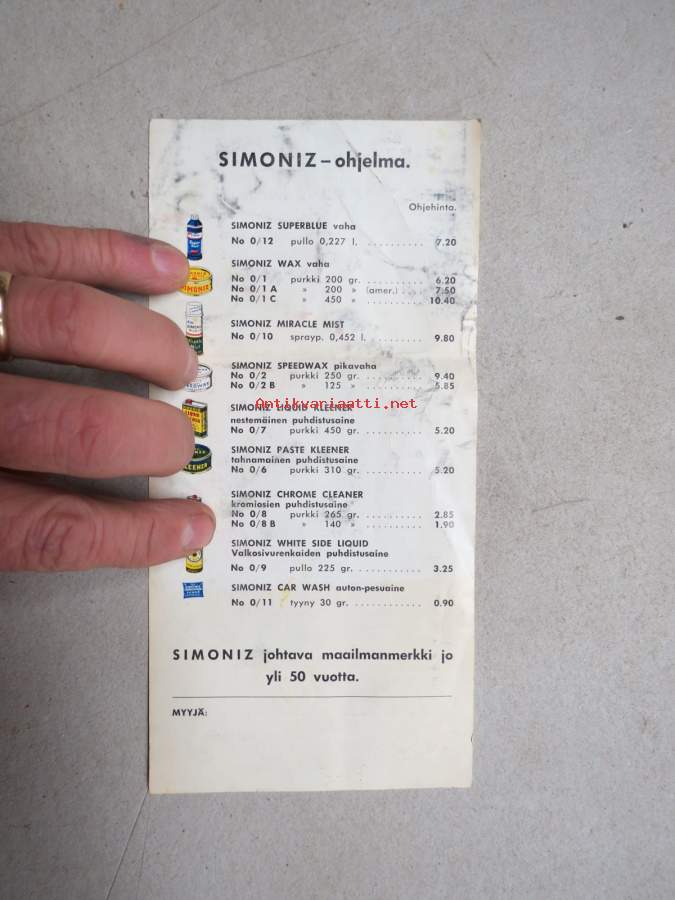 SIMONIZ – ohjelma.
Ohjehinta.
SIMONIZ SUPERBLUE vaha
No 0/12 pullo 0,227 l. .......... 7.20
SIMONIZ WAX vaha
No 0/1 purkki 200 gr. .......... 6.20
No 0/1 A » 200 » (amer.) .. 7.50
No 0/1 C » 450 » .......... 10.40
SIMONIZ MIRACLE MIST
No 0/10 sprayp. 0,452 l. .......... 9.80
SIMONIZ SPEEDWAX pikavaha
No 0/2 purkki 250 gr. .......... 9.40
No 0/2 B » 125 » .......... 5.85
Antikvariaatti.net
SIMONIZ LIQUID KLEENER
nestemäinen puhdistusaine
No 0/7 purkki 450 gr. .......... 5.20
SIMONIZ PASTE KLEENER
tahnamainen puhdistusaine
No 0/6 purkki 310 gr. .......... 5.20
SIMONIZ CHROME CLEANER
kromiosien puhdistusaine
No 0/8 purkki 265 gr. .......... 2.85
No 0/8 B » 140 » .......... 1.90
SIMONIZ WHITE SIDE LIQUID
Valkosivurenkaiden puhdistusaine
No 0/9 pullo 225 gr. .......... 3.25
SIMONIZ CAR WASH auton-pesuaine
No 0/11 tyyny 30 gr. .......... 0.90
SIMONIZ johtava maailmanmerkki jo
yli 50 vuotta.
MYYJÄ: